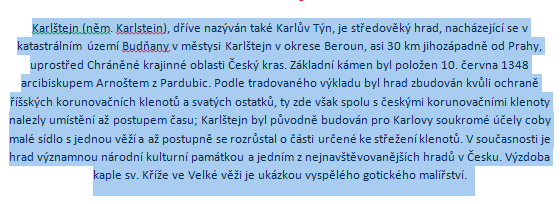 Karlštejn (něm. Karlstein), dříve nazýván také Karlův Týn, je středověký hrad, nacházející se v
katastrálním území Budňany v městysi Karlštejn v okrese Beroun, asi 30 km jihozápadně od Prahy,
uprostřed Chráněné krajinné oblasti Český kras. Základní kámen byl položen 10. června 1348
arcibiskupem Arnoštem z Pardubic. Podle tradovaného výkladu byl hrad zbudován kvůli ochraně
říšských korunovačních klenotů a svatých ostatků, ty zde však spolu s českými korunovačními klenoty
nalezly umístění až postupem času; Karlštejn byl původně budován pro Karlovy soukromé účely coby
malé sídlo s jednou věží a až postupně se rozrůstal o části určené ke střežení klenotů. V současnosti je
hrad významnou národní kulturní památkou a jedním z nejnavštěvovanějších hradů v Česku. Výzdoba
kaple sv. Kříže ve Velké věži je ukázkou vyspělého gotického malířství.